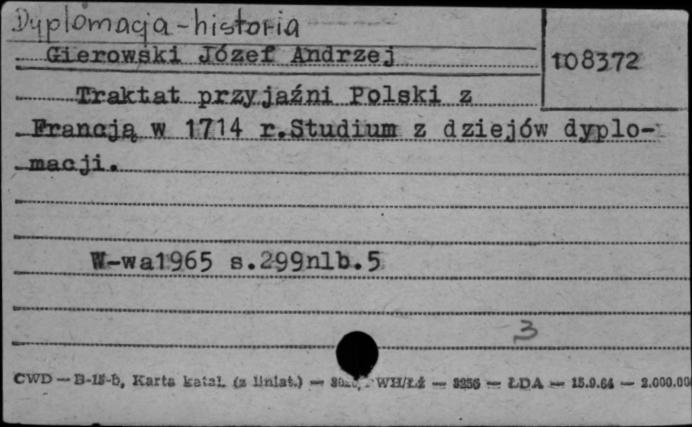 Dyplomacja - historia
Gierowski Józef Andrzej
108372
Traktat przyjaźni Polski z
Francją w 1714 r.Studium z dziejów dyplo-
macji.
W-wa1965 s.299nlb.5
3
CWD — B-15-b, Karta katal. (z liniat.) — WH/Łż — 3256 — ŁDA — 15.9.64 — 2.000.00